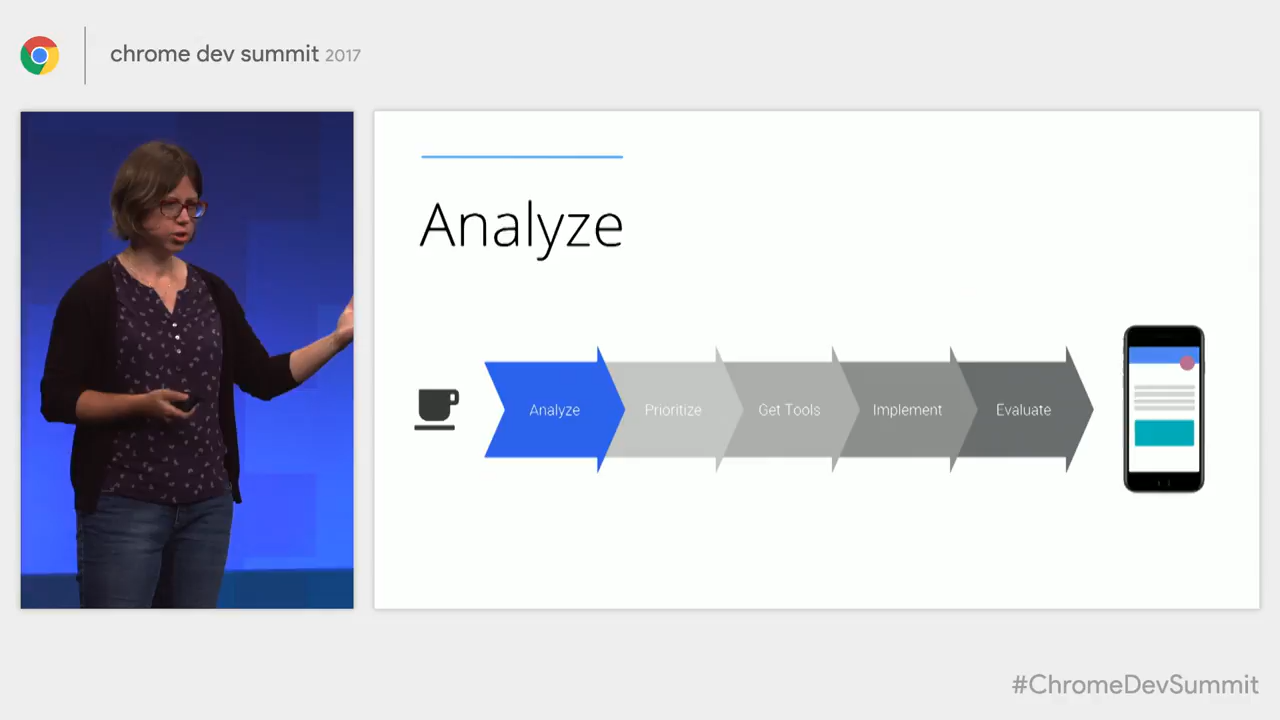 chrome dev summit 2017
Analyze
Analyze
Prioritize
Get Tools
Implement
Evaluate
#ChromeDevSummit